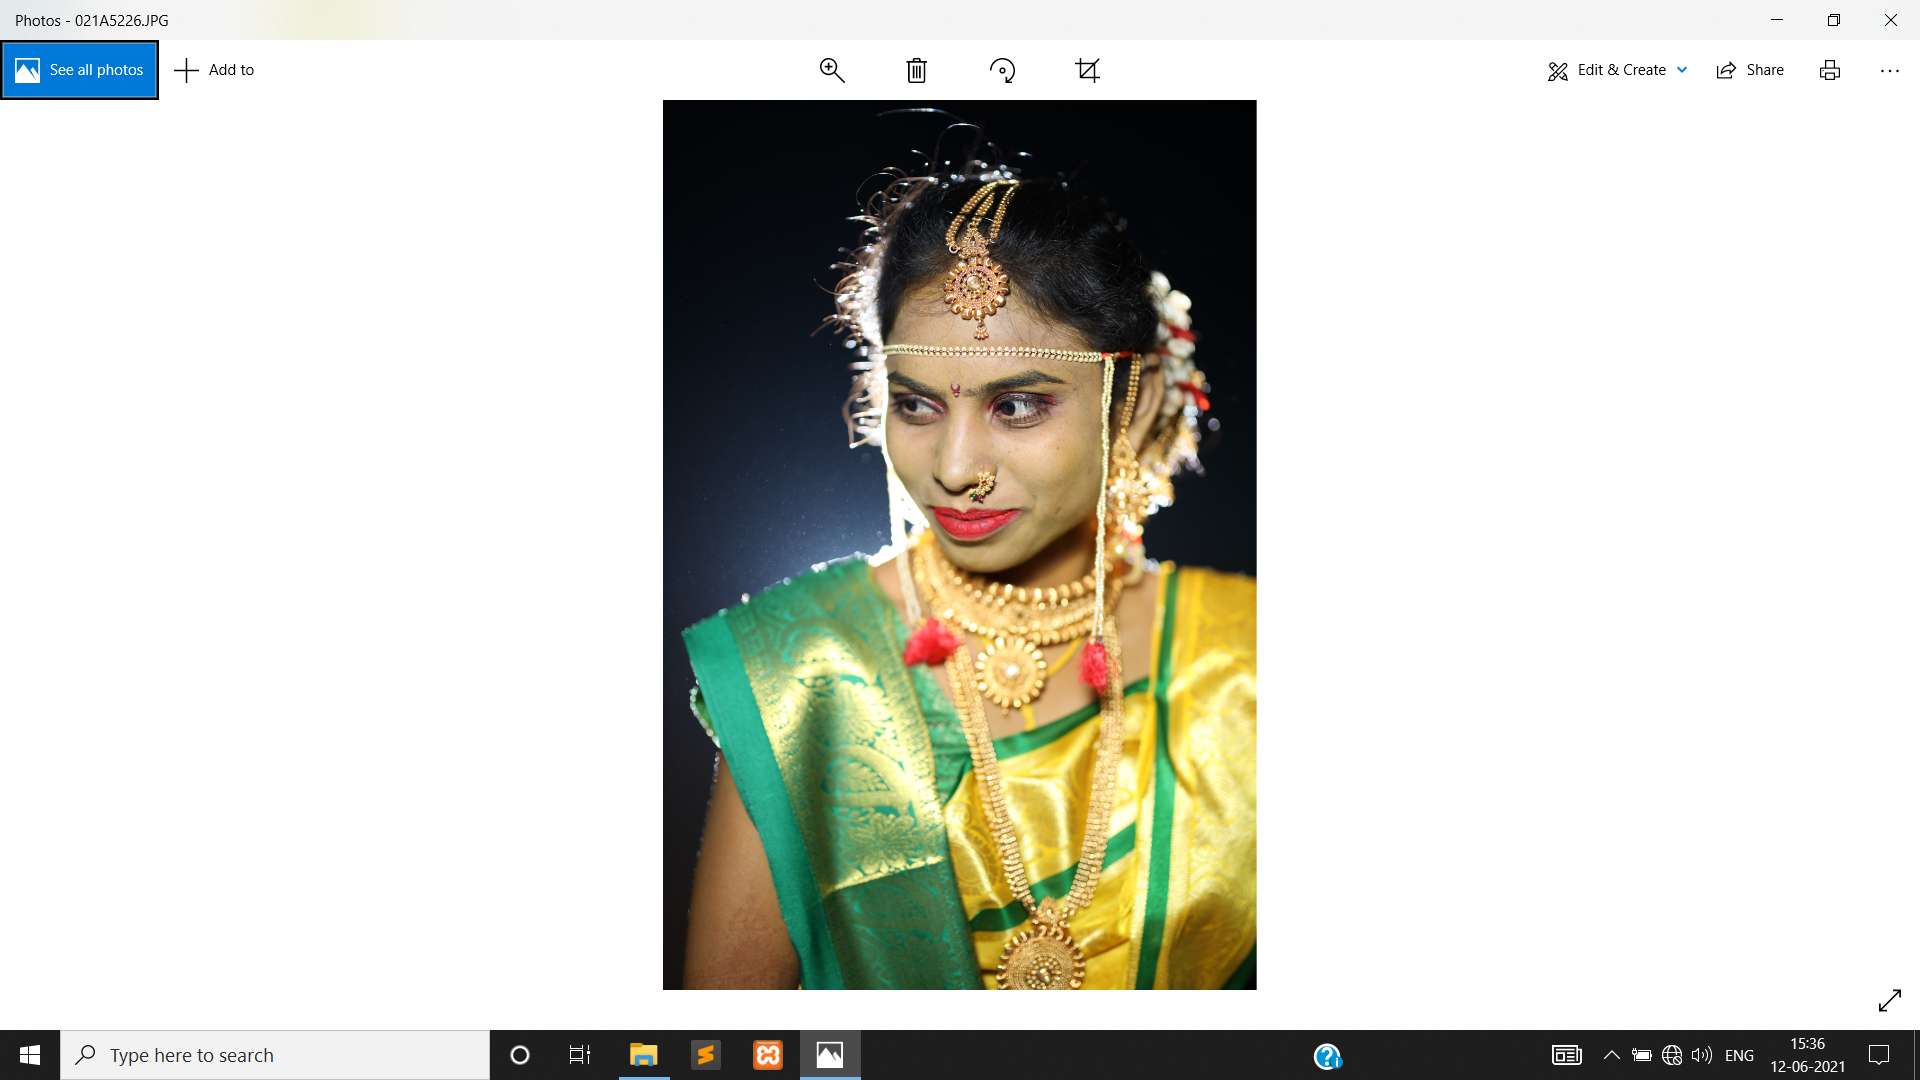 Photos - 021A5226.JPG
See all photos
Add to
Edit & Create
Share
Type here to search
ENG
15:36
12-06-2021